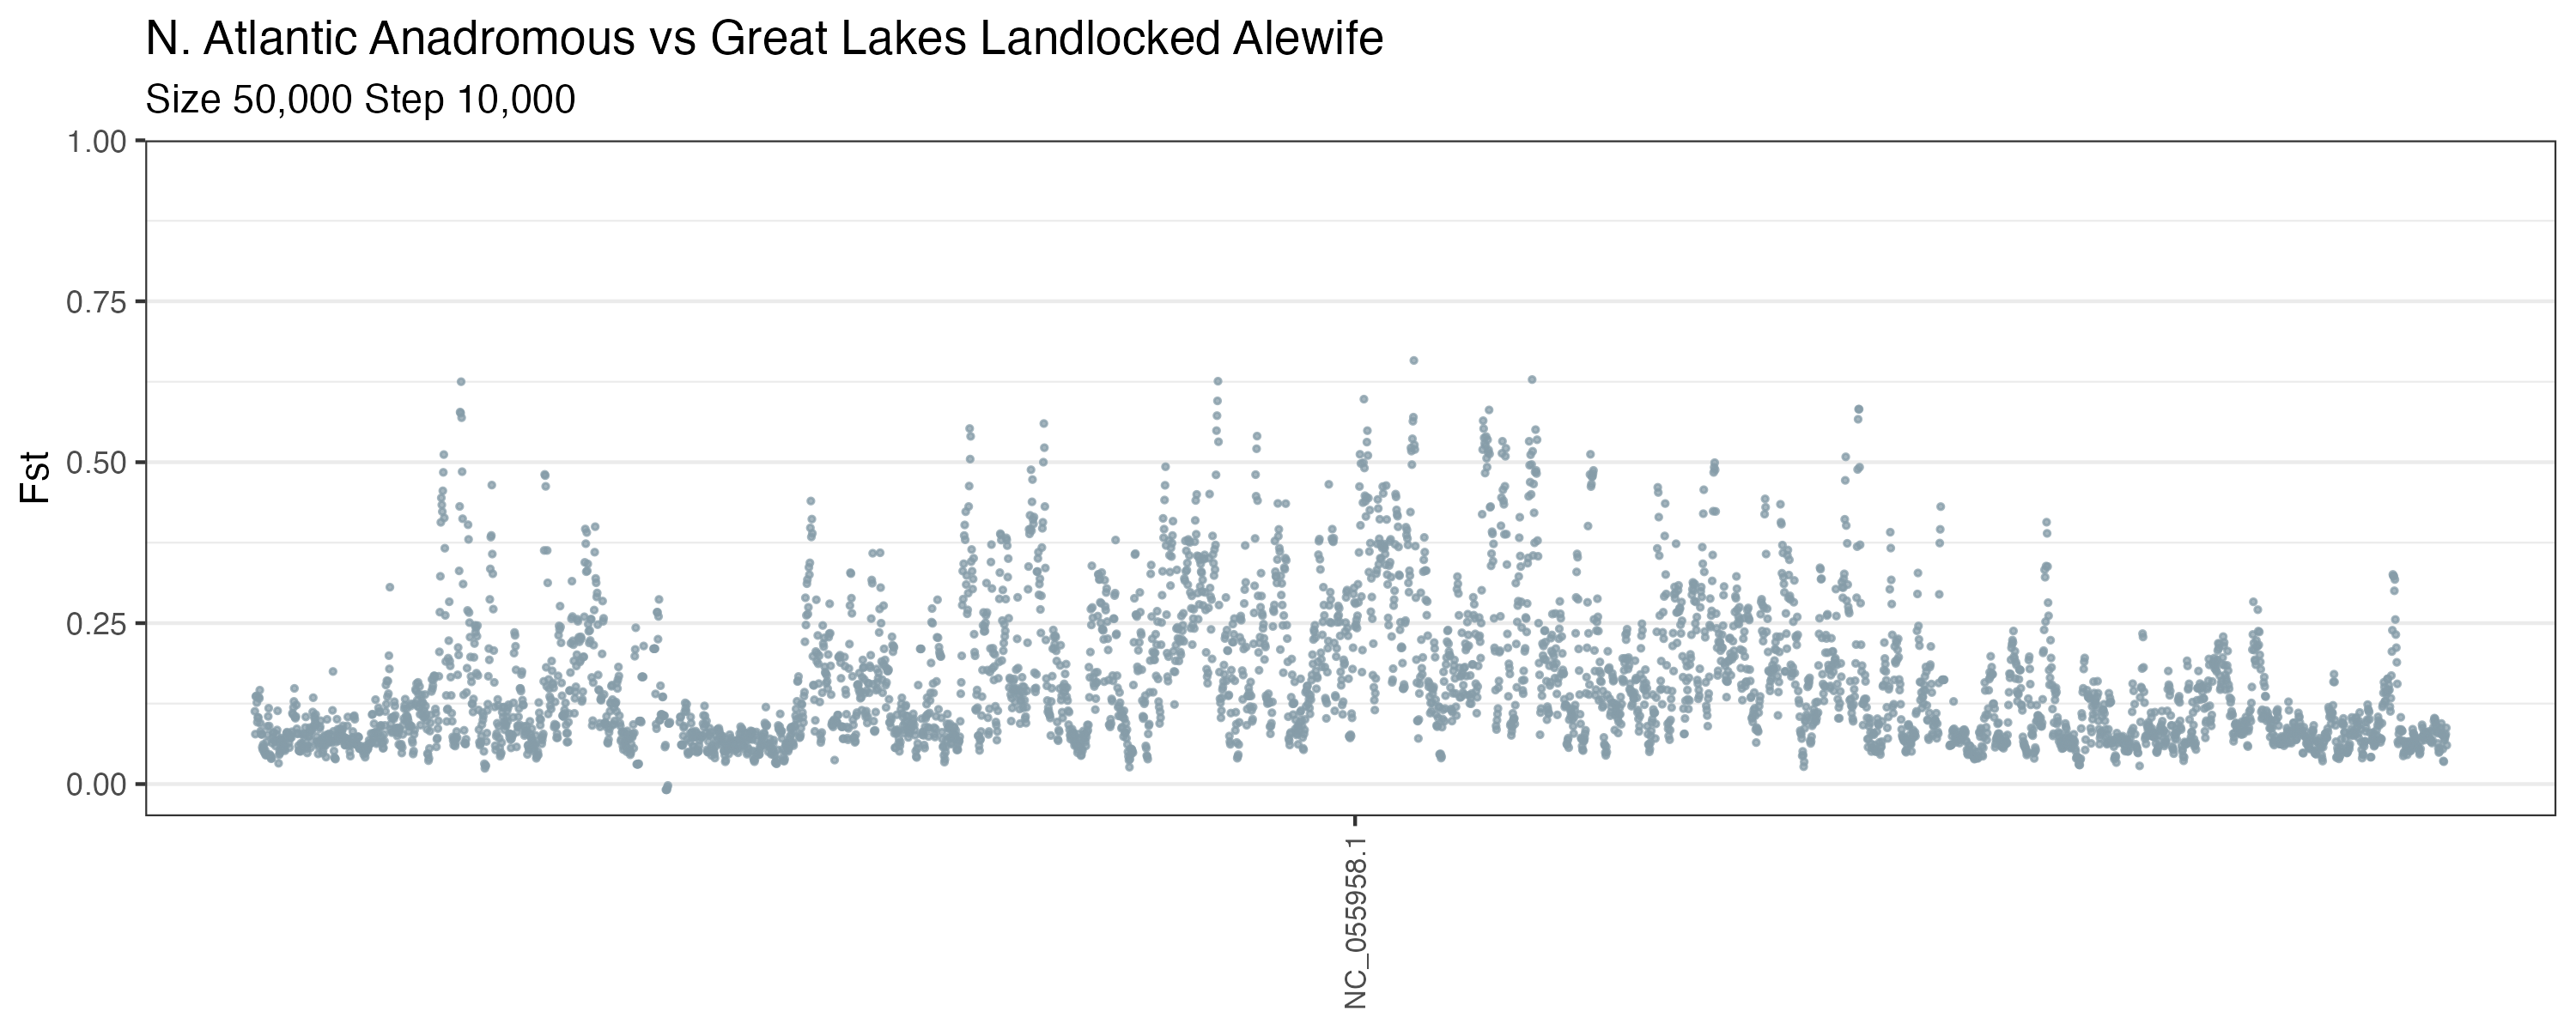 N. Atlantic Anadromous vs Great Lakes Landlocked Alewife
Size 50,000 Step 10,000
1.00
0.75
0.50
0.25
0.00
Fst
NC_055958.1